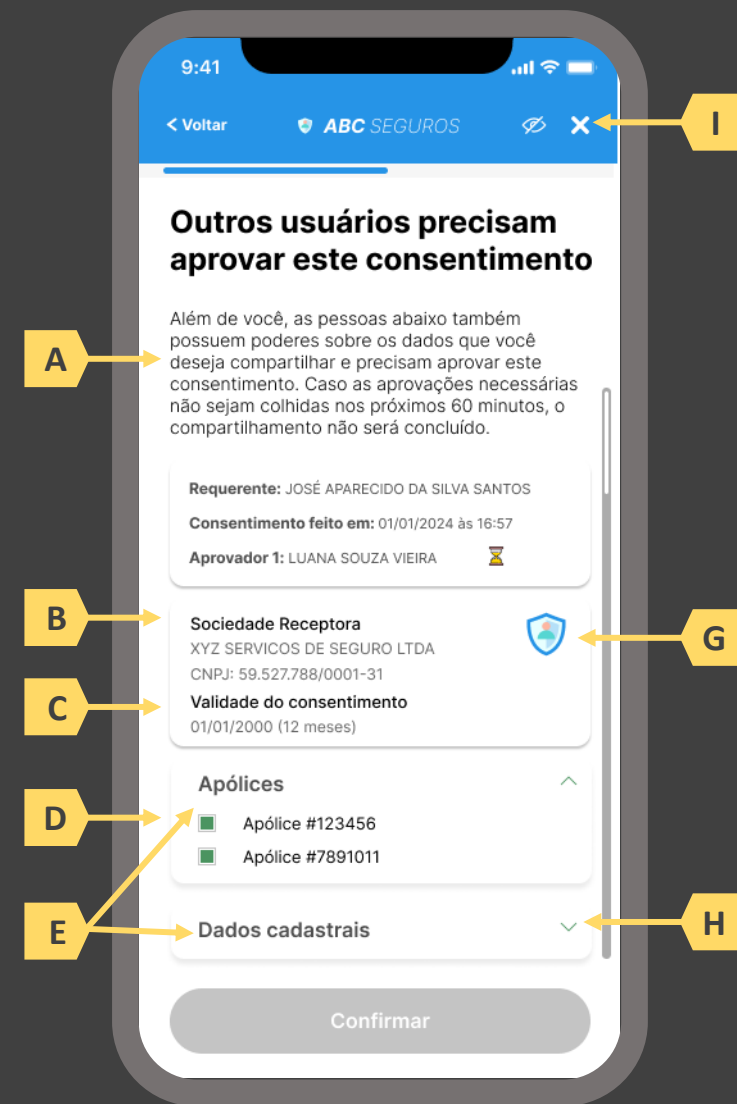 9:41
< Voltar
ABC SEGUROS
I
Outros usuários precisam
aprovar este consentimento
A
Além de você, as pessoas abaixo também
possuem poderes sobre os dados que você
deseja compartilhar e precisam aprovar este
consentimento. Caso as aprovações necessárias
não sejam colhidas nos próximos 60 minutos, o
compartilhamento não será concluído.
Requerente: JOSÉ APARECIDO DA SILVA SANTOS
Consentimento feito em: 01/01/2024 às 16:57
Aprovador 1: LUANA SOUZA VIEIRA
B
Sociedade Receptora
XYZ SERVICOS DE SEGURO LTDA
CNPJ: 59.527.788/0001-31
G
C
Validade do consentimento
01/01/2000 (12 meses)
Apólices
D
Apólice #123456
Apólice #7891011
E
Dados cadastrais
H
Confirmar